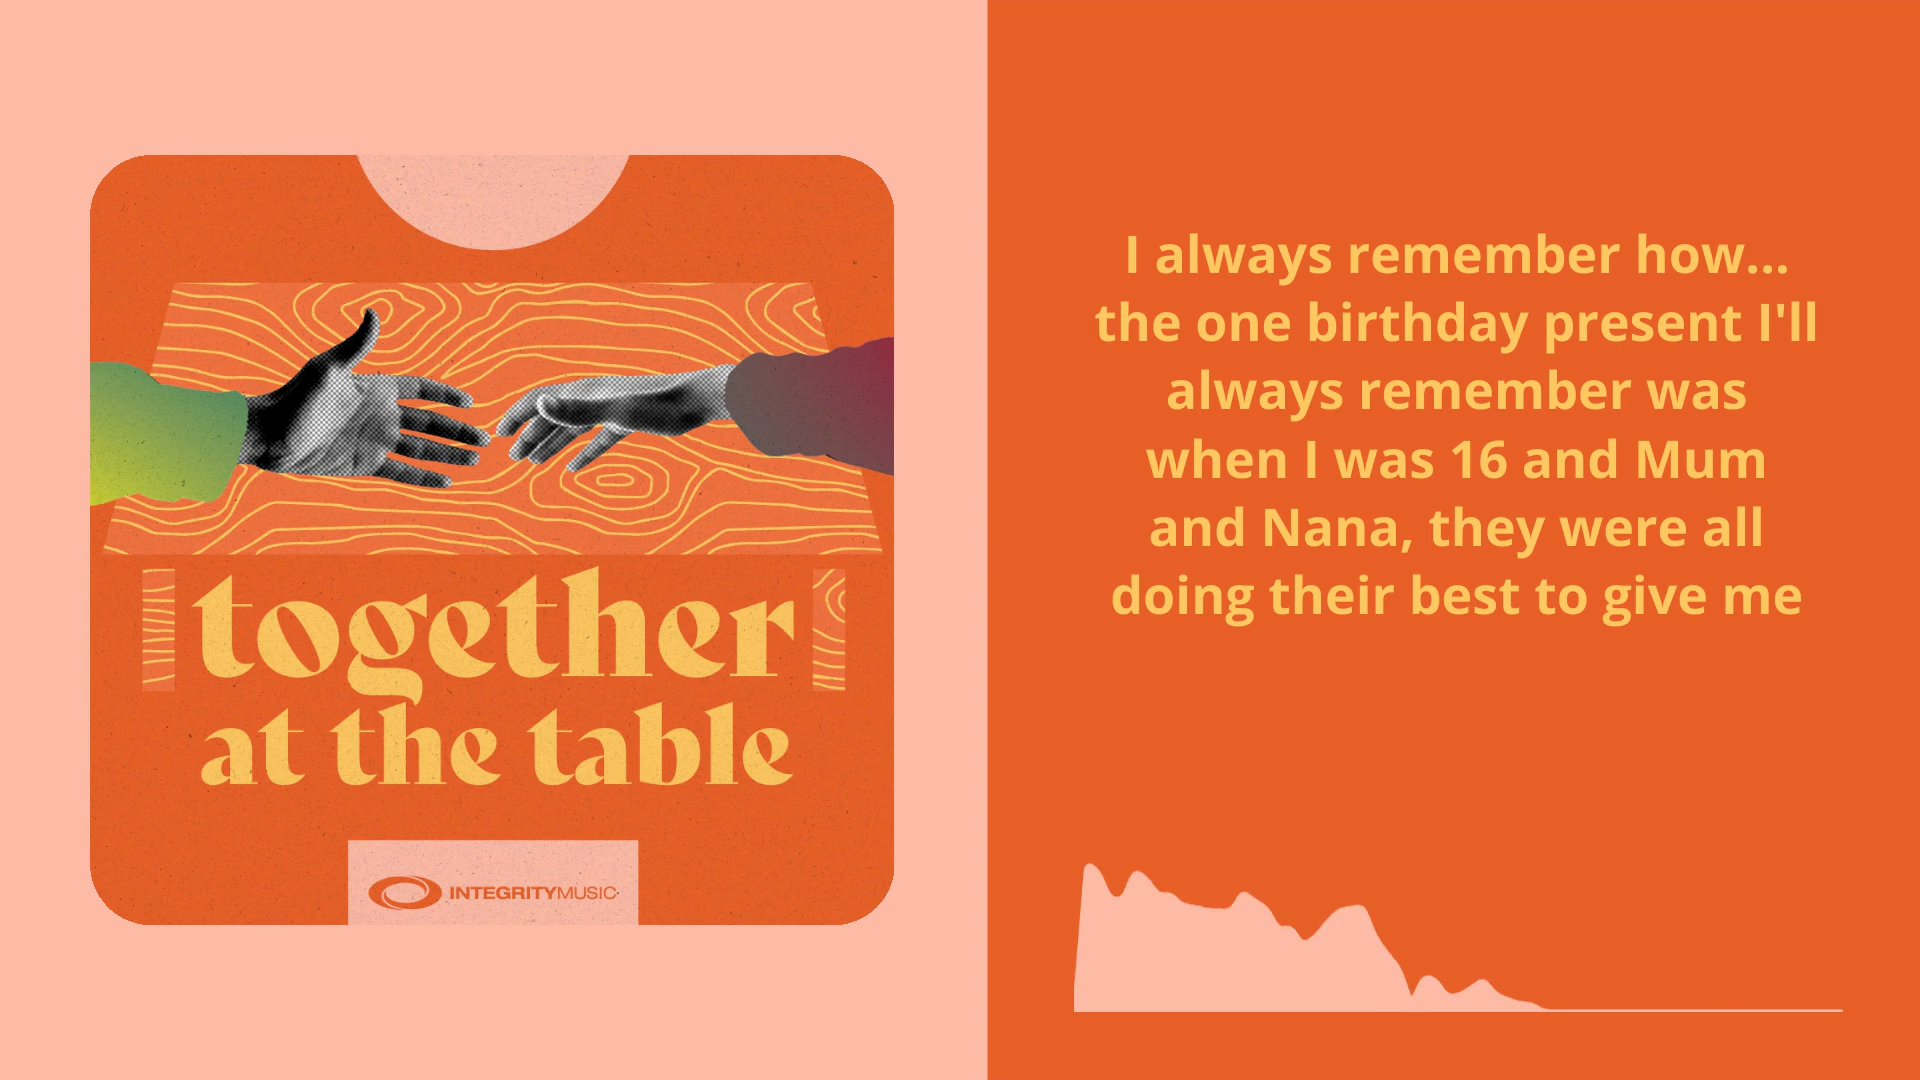 together
at the table
INTEGRITYMUSIC
I always remember how...
the one birthday present I'll
always remember was
when I was 16 and Mum
and Nana, they were all
doing their best to give me